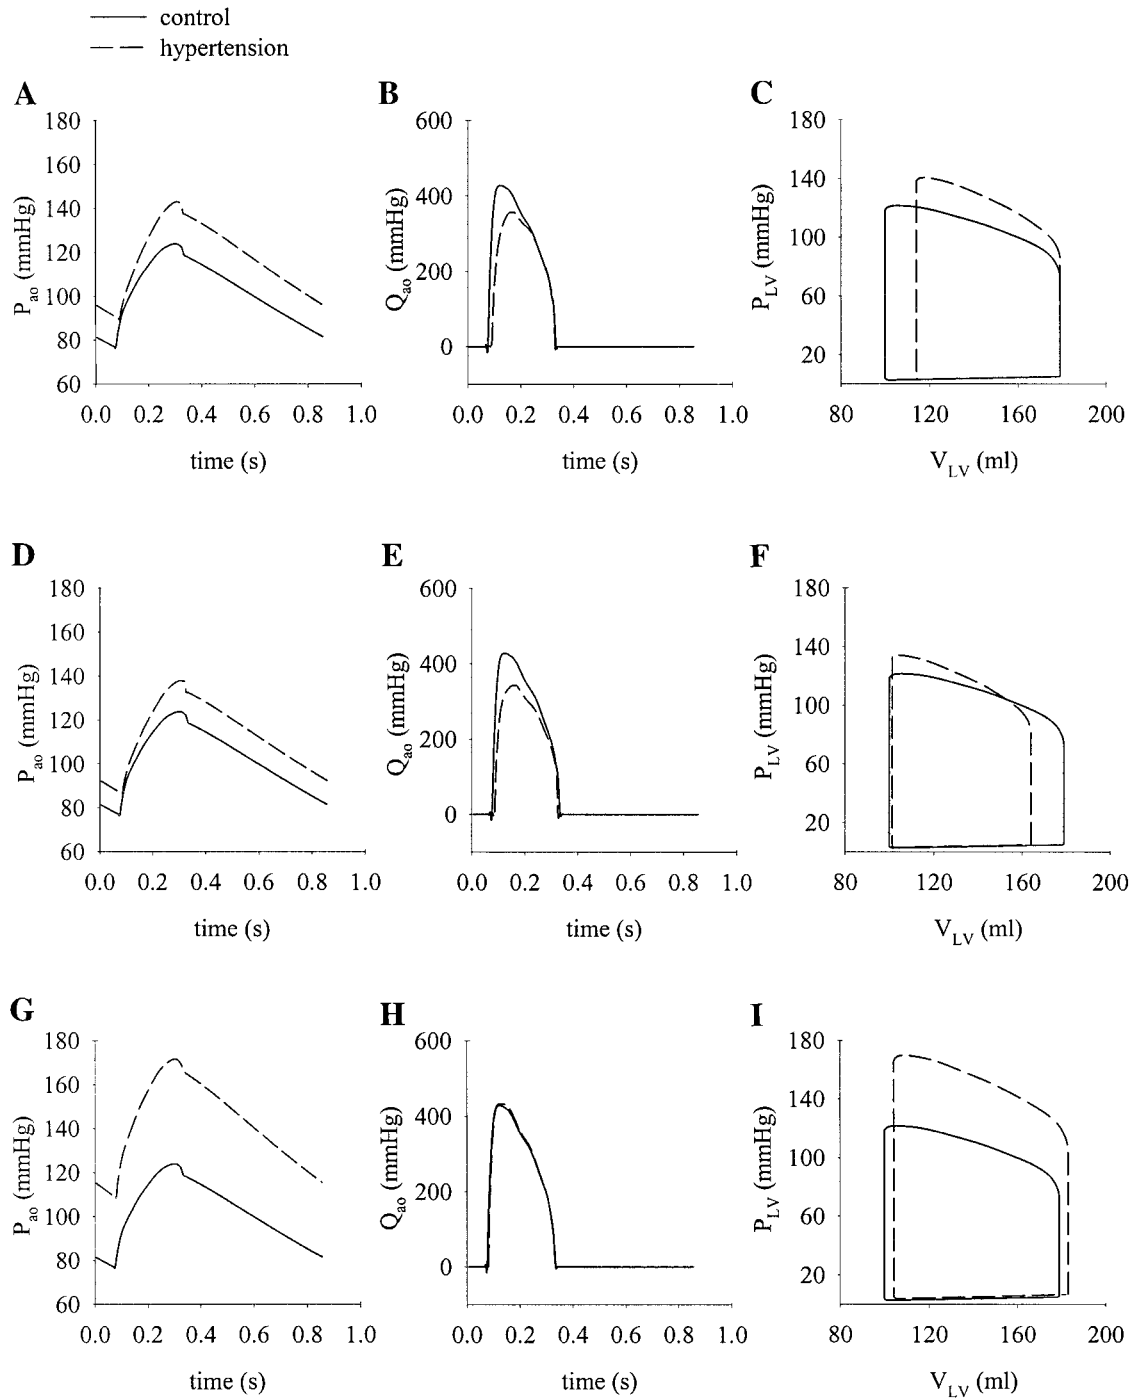 control
hypertension
A
B
C
180
160
140
120
100
80
60
P_ao (mmHg)
0.0 0.2 0.4 0.6 0.8 1.0
time (s)
600
400
200
0
Q_ao (mmHg)
0.0 0.2 0.4 0.6 0.8 1.0
time (s)
180
140
100
60
20
P_LV (mmHg)
80 120 160 200
V_LV (ml)
D
E
F
180
160
140
120
100
80
60
P_ao (mmHg)
0.0 0.2 0.4 0.6 0.8 1.0
time (s)
600
400
200
0
Q_ao (mmHg)
0.0 0.2 0.4 0.6 0.8 1.0
time (s)
180
140
100
60
20
P_LV (mmHg)
80 120 160 200
V_LV (ml)
G
H
I
180
160
140
120
100
80
60
P_ao (mmHg)
0.0 0.2 0.4 0.6 0.8 1.0
time (s)
600
400
200
0
Q_ao (mmHg)
0.0 0.2 0.4 0.6 0.8 1.0
time (s)
180
140
100
60
20
P_LV (mmHg)
80 120 160 200
V_LV (ml)